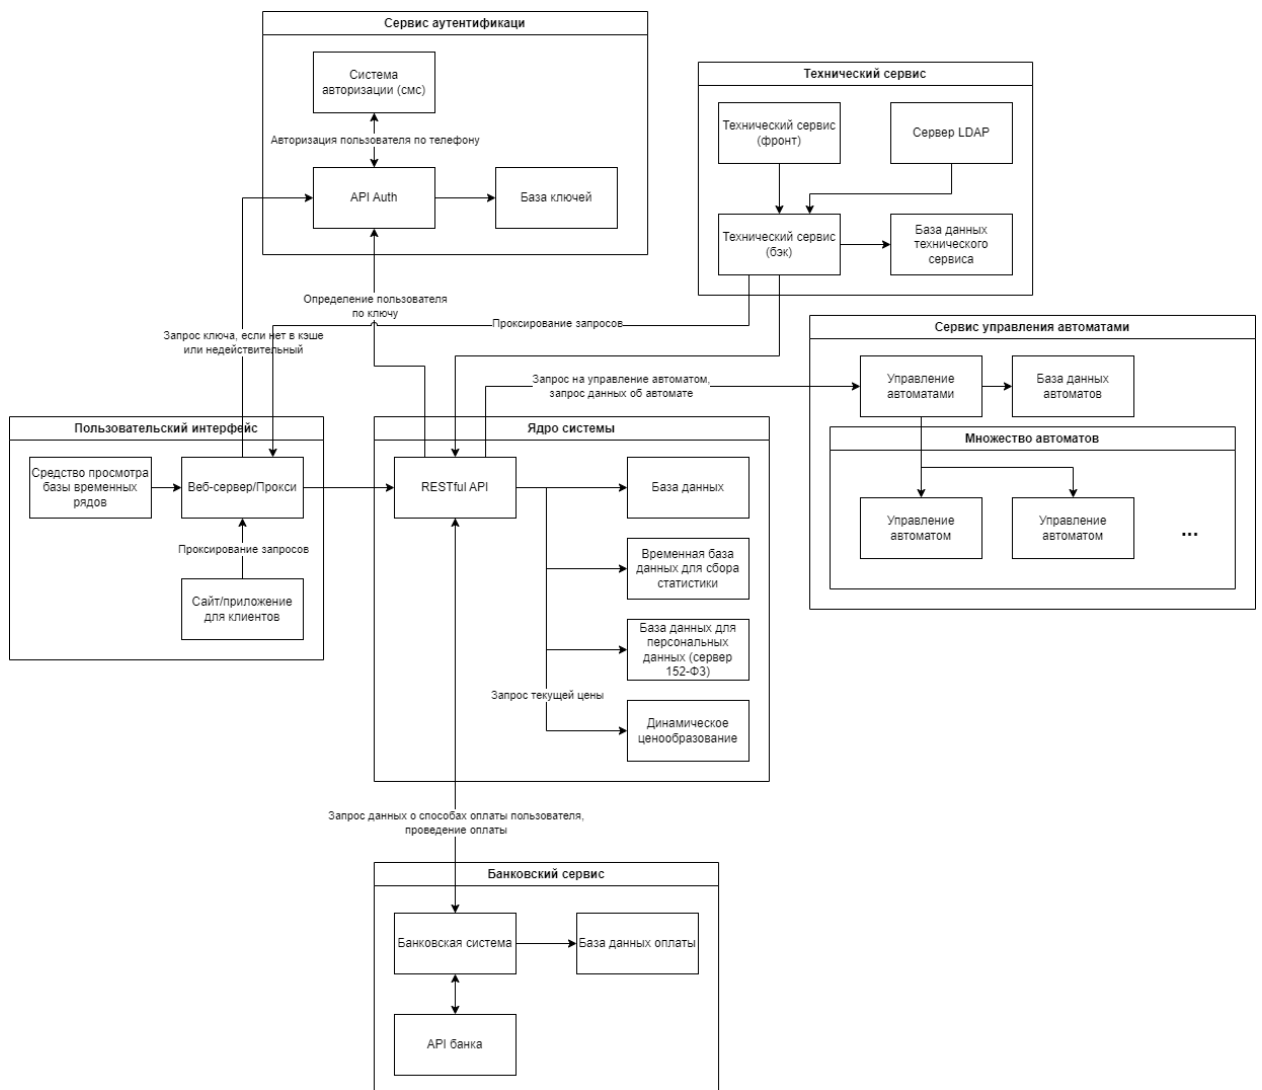 Сервис аутентификаци
Система
авторизации (смс)
Авторизация пользователя по телефону
API Auth
База ключей
Технический сервис
Технический сервис
(фронт)
Сервер LDAP
Технический сервис
(бэк)
База данных
технического
сервиса
Определение пользователя
по ключу
Запрос ключа, если нет в кэше
или недействительный
Проксирование запросов
Сервис управления автоматами
Управление
автоматами
База данных
автоматов
Множество автоматов
Управление
автоматом
Управление
автоматом
...
Запрос на управление автоматом,
запрос данных об автомате
Пользовательский интерфейс
Средство просмотра
базы временных
рядов
Веб-сервер/Прокси
Проксирование запросов
Сайт/приложение
для клиентов
Ядро системы
RESTful API
База данных
Временная база
данных для сбора
статистики
База данных для
персональных
данных (сервер
152-ФЗ)
Запрос текущей цены
Динамическое
ценообразование
Запрос данных о способах оплаты пользователя,
проведение оплаты
Банковский сервис
Банковская система
База данных оплаты
API банка